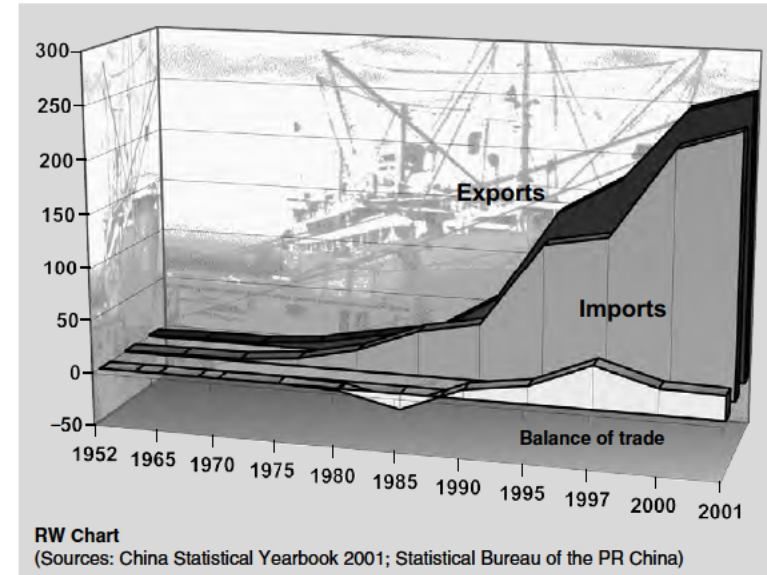 300
250
200
150
100
50
0
–50
Exports
Imports
Balance of trade
1952 1965 1970 1975 1980 1985 1990 1995 1997 2000 2001
RW Chart
(Sources: China Statistical Yearbook 2001; Statistical Bureau of the PR China)